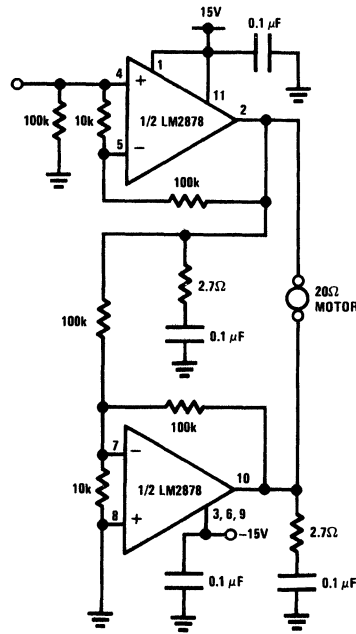 15V
0.1 μF
4
+
1
100k
10k
1/2 LM2878
2
11
5
−
100k
2.7Ω
20Ω
MOTOR
100k
0.1 μF
100k
7
−
10
10k
1/2 LM2878
8
+
3, 6, 9
−15V
2.7Ω
0.1 μF
0.1 μF